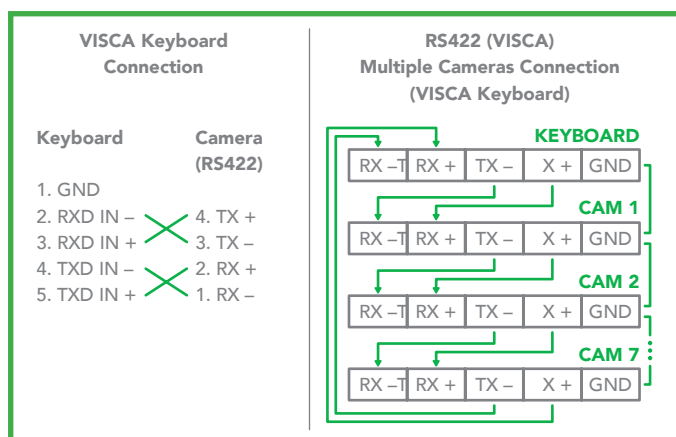 VISCA Keyboard
Connection
Keyboard Camera
(RS422)
1. GND
2. RXD IN – 4. TX +
3. RXD IN + 3. TX –
4. TXD IN – 2. RX +
5. TXD IN + 1. RX –
RS422 (VISCA)
Multiple Cameras Connection
(VISCA Keyboard)
KEYBOARD
RX –T RX + TX – X + GND
CAM 1
RX –T RX + TX – X + GND
CAM 2
RX –T RX + TX – X + GND
CAM 7
RX –T RX + TX – X + GND